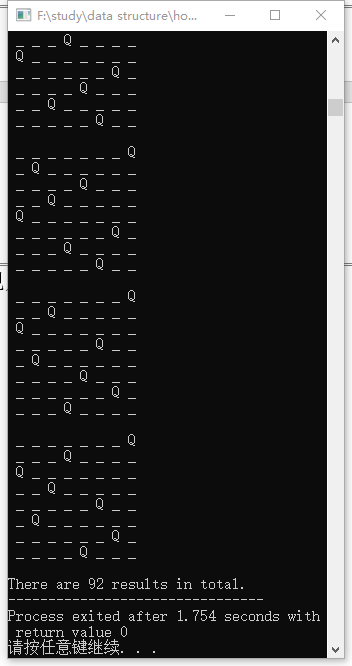 F:\study\data structure\ho...
_ _ _ Q _ _ _ _
Q _ _ _ _ _ _ _
_ _ _ _ _ _ Q _
_ _ _ _ Q _ _ _
_ _ Q _ _ _ _ _
_ _ _ _ _ Q _ _
_ _ _ _ _ _ _ Q
_ Q _ _ _ _ _ _
_ _ _ _ Q _ _ _
_ _ Q _ _ _ _ _
Q _ _ _ _ _ _ _
_ _ _ _ _ _ Q _
_ _ _ Q _ _ _ _
_ _ _ _ _ Q _ _
_ _ _ _ _ _ _ Q
_ _ Q _ _ _ _ _
Q _ _ _ _ _ _ _
_ _ _ _ _ Q _ _
_ Q _ _ _ _ _ _
_ _ _ _ Q _ _ _
_ _ _ _ _ _ Q _
_ _ _ Q _ _ _ _
_ _ _ _ _ _ _ Q
_ _ _ Q _ _ _ _
Q _ _ _ _ _ _ _
_ _ Q _ _ _ _ _
_ _ _ _ _ Q _ _
_ Q _ _ _ _ _ _
_ _ _ _ _ _ Q _
_ _ _ _ Q _ _ _
There are 92 results in total.
--------------------------------
Process exited after 1.754 seconds with
return value 0
请按任意键继续. . .